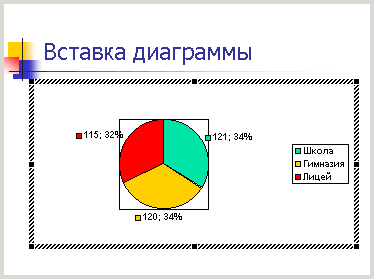 Вставка диаграммы
115; 32%
121; 34%
120; 34%
Школа
Гимназия
Лицей